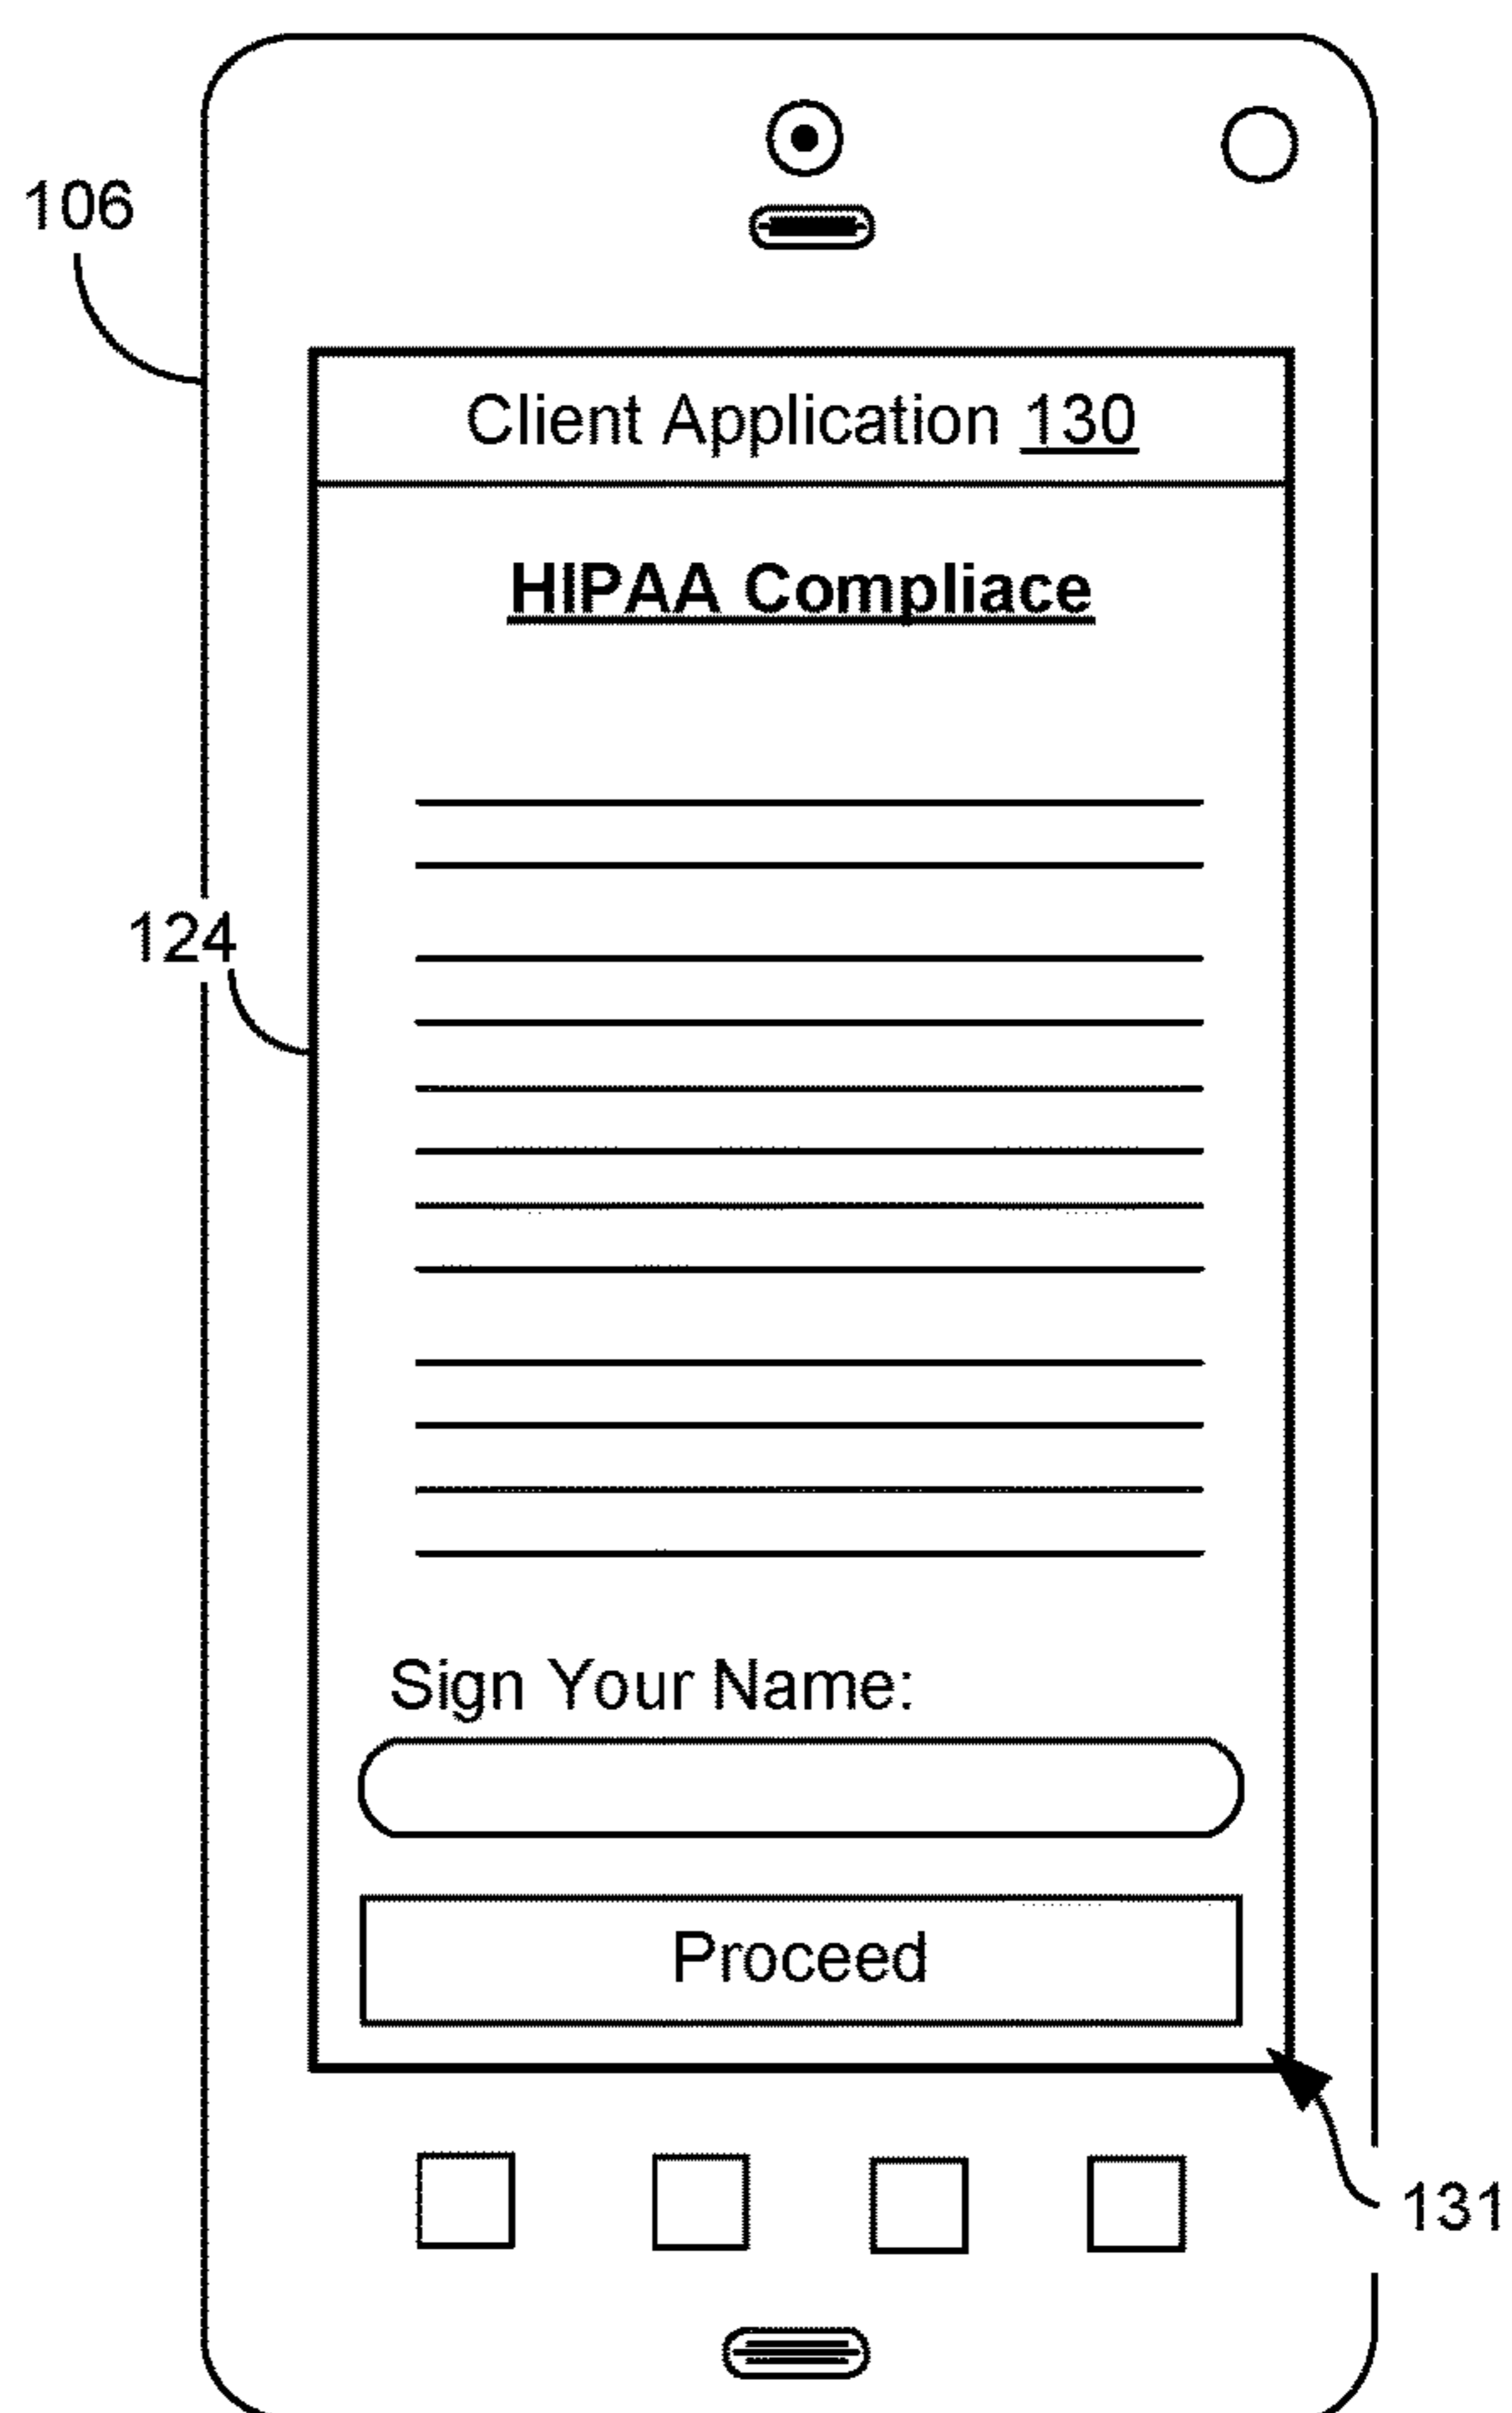 106
Client Application 130
HIPAA Compliace
124
Sign Your Name:
Proceed
131